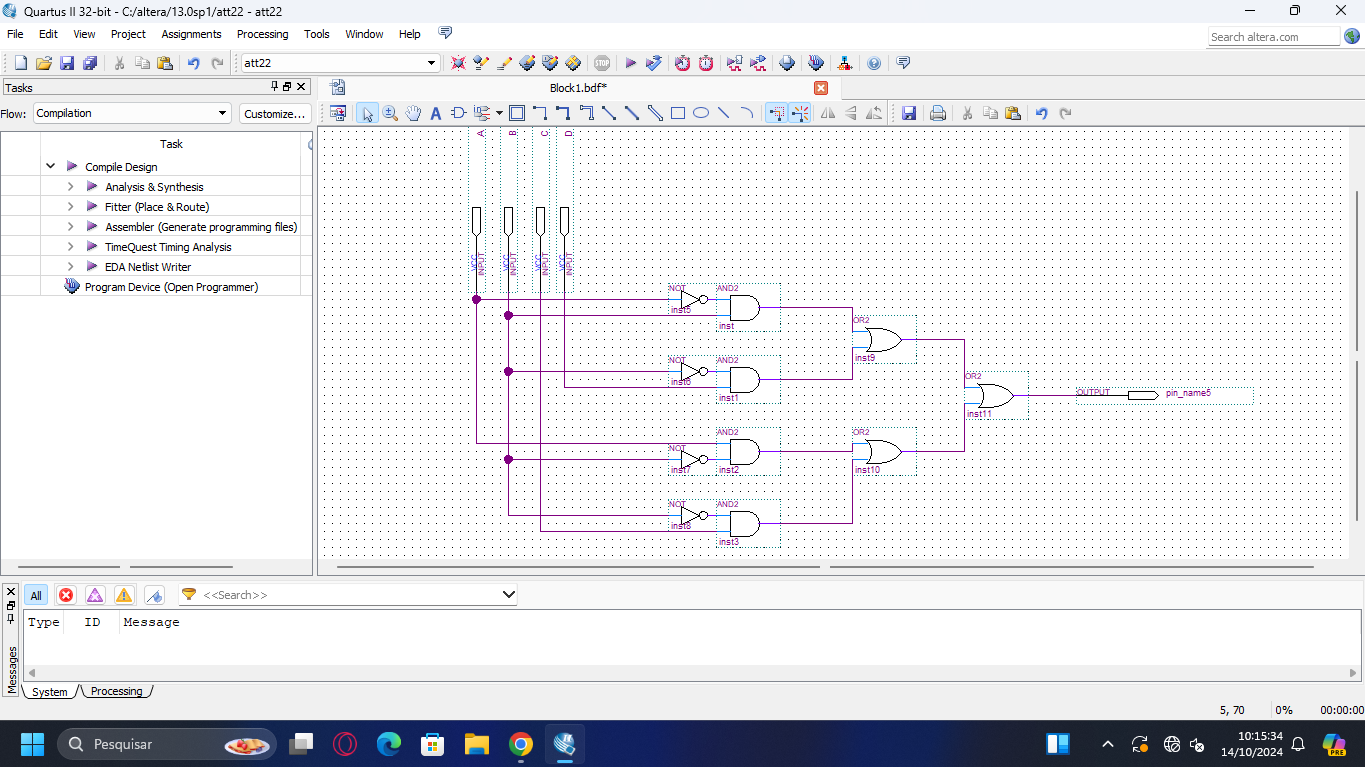 Quartus II 32-bit - C:/altera/13.0sp1/att22 - att22
File Edit View Project Assignments Processing Tools Window Help
Search altera.com
att22
STOP
Tasks
Block1.bdf*
Flow: Compilation Customize...
Task
Compile Design
Analysis & Synthesis
Fitter (Place & Route)
Assembler (Generate programming files)
TimeQuest Timing Analysis
EDA Netlist Writer
Program Device (Open Programmer)
A B C D
VCC INPUT VCC INPUT VCC INPUT VCC INPUT
NOT AND2
inst5 inst
OR2
inst9
NOT AND2
inst6 inst1
OR2
inst11
OUTPUT pin_name5
AND2
NOT
inst7 inst2
OR2
inst10
NOT AND2
inst8 inst3
All <<Search>>
Type ID Message
Messages
System Processing
5, 70 0% 00:00:00
Pesquisar
10:15:34
14/10/2024
PRE